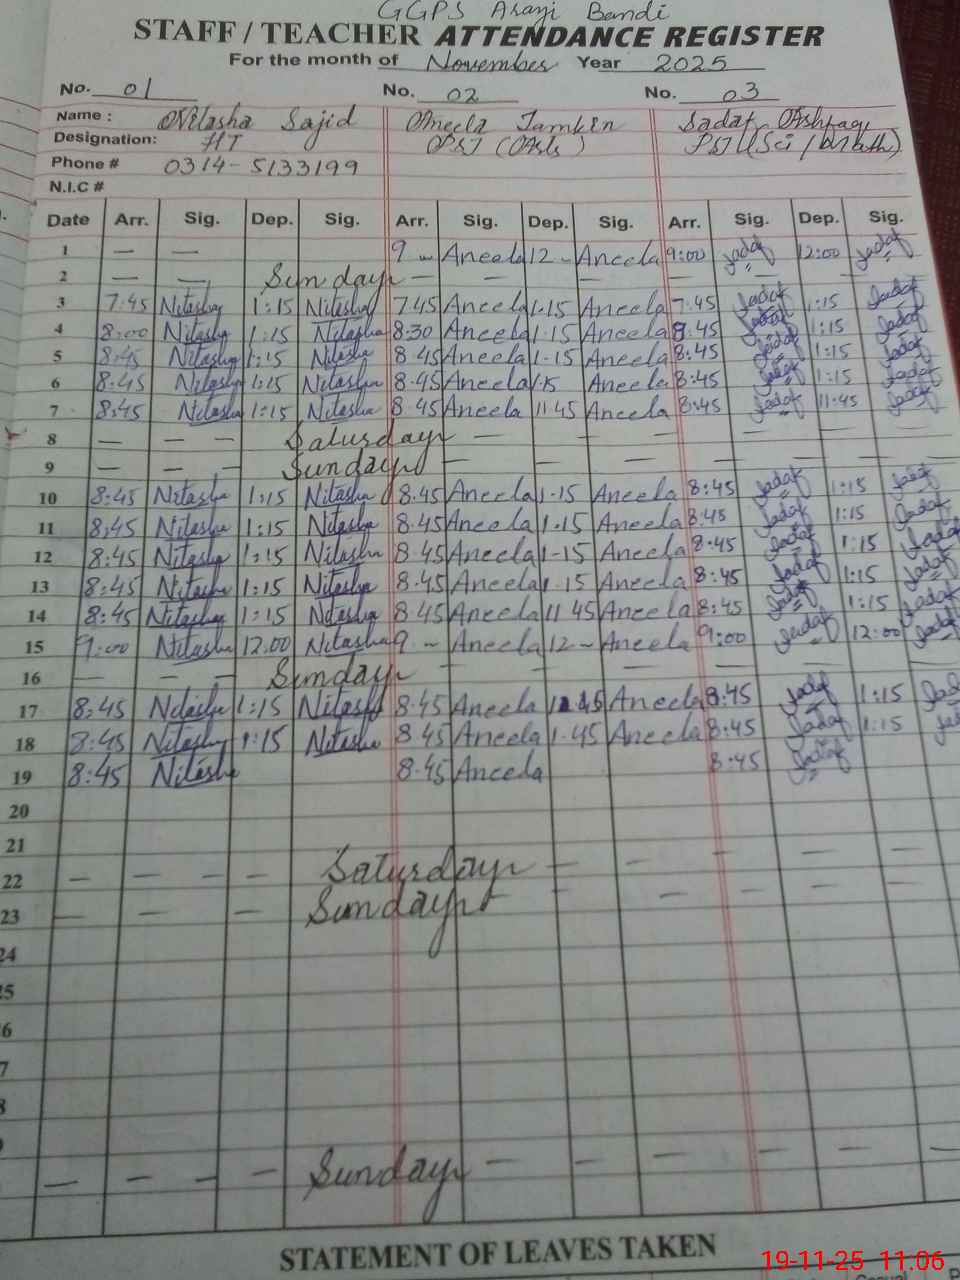 GGPS Arayi Bandi
STAFF / TEACHER ATTENDANCE REGISTER
For the month of November Year 2025
No. 01 No. 02 No. 03
Name : Nilasha Sajid Aneela Tamkin Sadaf Ashfaq
Designation: HT PST (Arts) PST (Sci / Math)
Phone # 0314-5133199
N.I.C #
Date Arr. Sig. Dep. Sig. Arr. Sig. Dep. Sig. Arr. Sig. Dep. Sig.
1 — — 9 — Aneela 12 – Aneela 9:00 Sadaf 12:00 Sadaf
2 — — Sunday — — — — — —
3 7:45 Nitasha 1:15 Nitasha 7 45 Aneela 1.15 Aneela 7:45 Sadaf 1:15 Sadaf
4 8:00 Nitasha 1:15 Nitasha 8:30 Aneela 1.15 Aneela 8:45 Sadaf 1:15 Sadaf
5 8:45 Nitasha 1:15 Nitasha 8 45 Aneela 1-15 Aneela 8:45 Sadaf 1:15 Sadaf
6 8:45 Nitasha 1:15 Nitasha 8.45 Aneela 1.15 Aneela 8:45 Sadaf 1:15 Sadaf
7 8:45 Nitasha 1:15 Nitasha 8.45 Aneela 11 45 Aneela 8:45 Sadaf 11:45 Sadaf
8 — — — Saturday — — — — — —
9 — — — Sunday — — — — — — —
10 8:45 Nitasha 1:15 Nitasha 8.45 Aneela 1.15 Aneela 8:45 Sadaf 1:15 Sadaf
11 8:45 Nitasha 1:15 Nitasha 8.45 Aneela 1.15 Aneela 8:45 Sadaf 1:15 Sadaf
12 8:45 Nitasha 1:15 Nitasha 8.45 Aneela 1-15 Aneela 8:45 Sadaf 1:15 Sadaf
13 8:45 Nitasha 1:15 Nitasha 8.45 Aneela 1.15 Aneela 8:45 Sadaf 1:15 Sadaf
14 8:45 Nitasha 1:15 Nitasha 8.45 Aneela 11 45 Aneela 8:45 Sadaf 1:15 Sadaf
15 9:00 Nitasha 12.00 Nitasha 9 – Aneela 12 – Aneela 9:00 Sadaf 12:00 Sadaf
16 — — — Sunday — — — — — —
17 8:45 Nitasha 1:15 Nitasha 8.45 Aneela 45 Aneela 8:45 Sadaf 1:15
18 8:45 Nitasha 1:15 Nitasha 8 45 Aneela 1.45 Aneela 8:45 Sadaf 1:15
19 8:45 Nitasha 8.45 Aneela 8.45 Sadaf
20
21
22 — — — — Saturday — — — — —
23 — — — Sunday — — — —
24
5
6
7
8
— — — — Sunday — — — — — —
STATEMENT OF LEAVES TAKEN
19-11-25 11:06